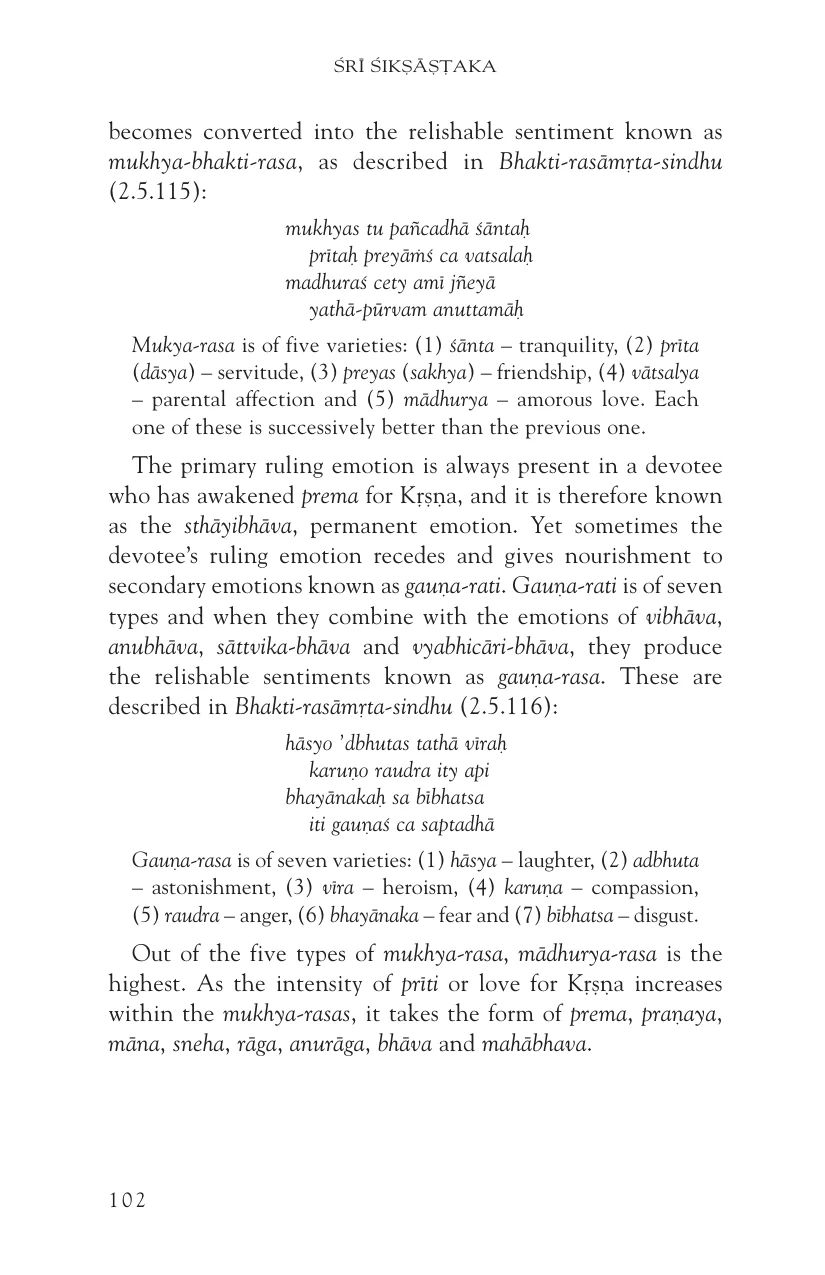 ŚRĪ ŚIKṢĀṢṬAKA
becomes converted into the relishable sentiment known as
mukhya-bhakti-rasa, as described in Bhakti-rasāmṛta-sindhu
(2.5.115):
mukhyas tu pañcadhā śāntaḥ
prītaḥ preyāṁś ca vatsalaḥ
madhuraś cety amī jñeyā
yathā-pūrvam anuttamāḥ
Mukya-rasa is of five varieties: (1) śānta – tranquility, (2) prīta
(dāsya) – servitude, (3) preyas (sakhya) – friendship, (4) vātsalya
– parental affection and (5) mādhurya – amorous love. Each
one of these is successively better than the previous one.
The primary ruling emotion is always present in a devotee
who has awakened prema for Kṛṣṇa, and it is therefore known
as the sthāyibhāva, permanent emotion. Yet sometimes the
devotee’s ruling emotion recedes and gives nourishment to
secondary emotions known as gauṇa-rati. Gauṇa-rati is of seven
types and when they combine with the emotions of vibhāva,
anubhāva, sāttvika-bhāva and vyabhicāri-bhāva, they produce
the relishable sentiments known as gauṇa-rasa. These are
described in Bhakti-rasāmṛta-sindhu (2.5.116):
hāsyo ’dbhutas tathā vīraḥ
karuṇo raudra ity api
bhayānakaḥ sa bībhatsa
iti gauṇaś ca saptadhā
Gauṇa-rasa is of seven varieties: (1) hāsya – laughter, (2) adbhuta
– astonishment, (3) vīra – heroism, (4) karuṇa – compassion,
(5) raudra – anger, (6) bhayānaka – fear and (7) bībhatsa – disgust.
Out of the five types of mukhya-rasa, mādhurya-rasa is the
highest. As the intensity of prīti or love for Kṛṣṇa increases
within the mukhya-rasas, it takes the form of prema, praṇaya,
māna, sneha, rāga, anurāga, bhāva and mahābhava.
102